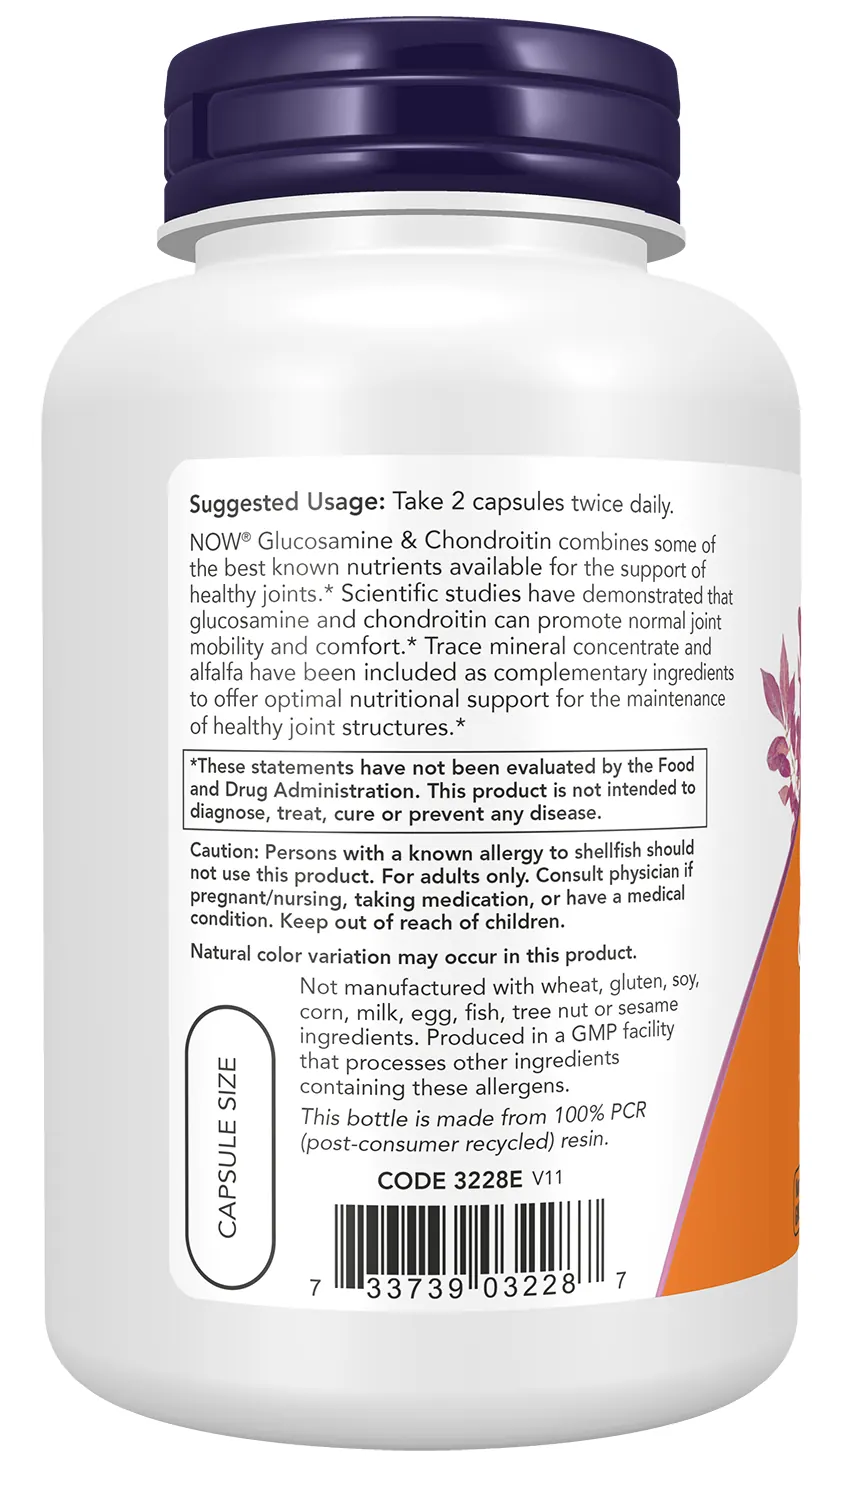 Suggested Usage: Take 2 capsules twice daily.
NOW® Glucosamine & Chondroitin combines some of
the best known nutrients available for the support of
healthy joints.* Scientific studies have demonstrated that
glucosamine and chondroitin can promote normal joint
mobility and comfort.* Trace mineral concentrate and
alfalfa have been included as complementary ingredients
to offer optimal nutritional support for the maintenance
of healthy joint structures.*
*These statements have not been evaluated by the Food
and Drug Administration. This product is not intended to
diagnose, treat, cure or prevent any disease.
Caution: Persons with a known allergy to shellfish should
not use this product. For adults only. Consult physician if
pregnant/nursing, taking medication, or have a medical
condition. Keep out of reach of children.
Natural color variation may occur in this product.
Not manufactured with wheat, gluten, soy,
corn, milk, egg, fish, tree nut or sesame
ingredients. Produced in a GMP facility
that processes other ingredients
containing these allergens.
This bottle is made from 100% PCR
(post-consumer recycled) resin.
CAPSULE SIZE
CODE 3228E V11
7 33739 03228 7